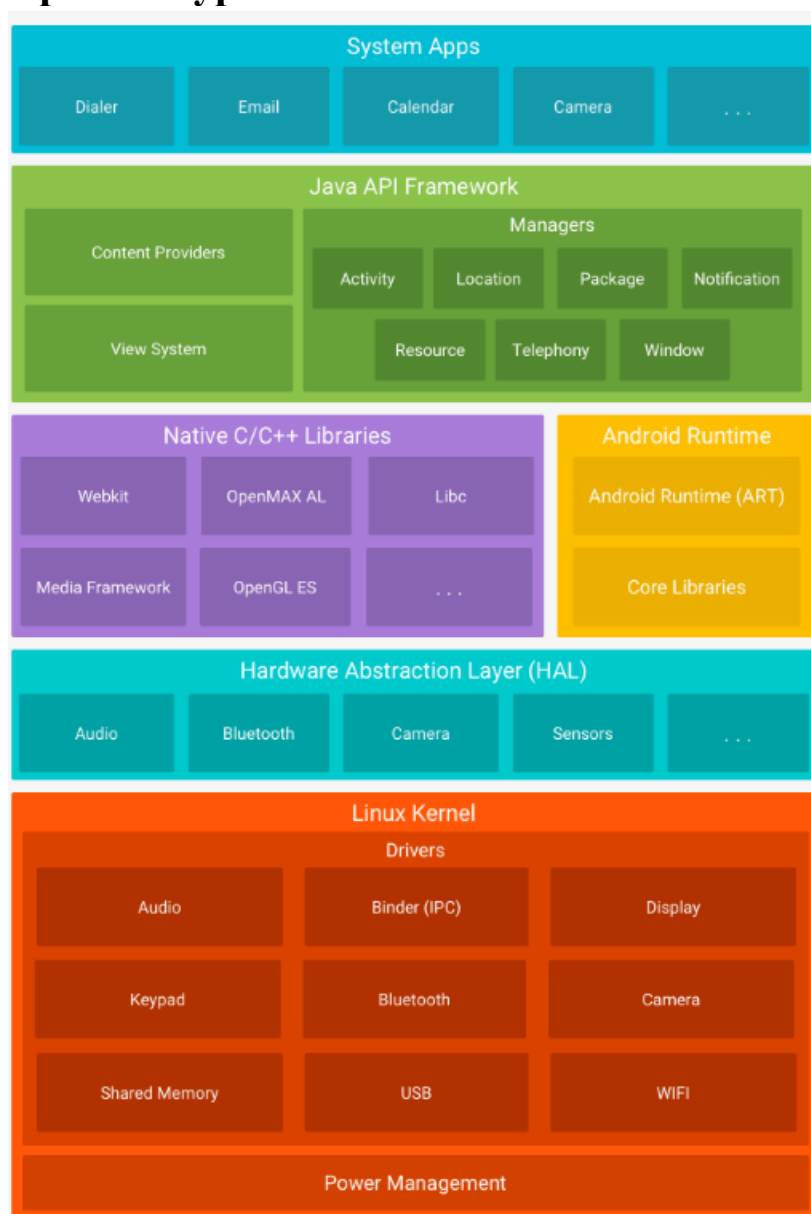 System Apps
Dialer Email Calendar Camera . . .
Java API Framework
Content Providers
View System
Managers
Activity Location Package Notification
Resource Telephony Window
Native C/C++ Libraries
Webkit OpenMAX AL Libc
Media Framework OpenGL ES . . .
Android Runtime
Android Runtime (ART)
Core Libraries
Hardware Abstraction Layer (HAL)
Audio Bluetooth Camera Sensors . . .
Linux Kernel
Drivers
Audio Binder (IPC) Display
Keypad Bluetooth Camera
Shared Memory USB WIFI
Power Management